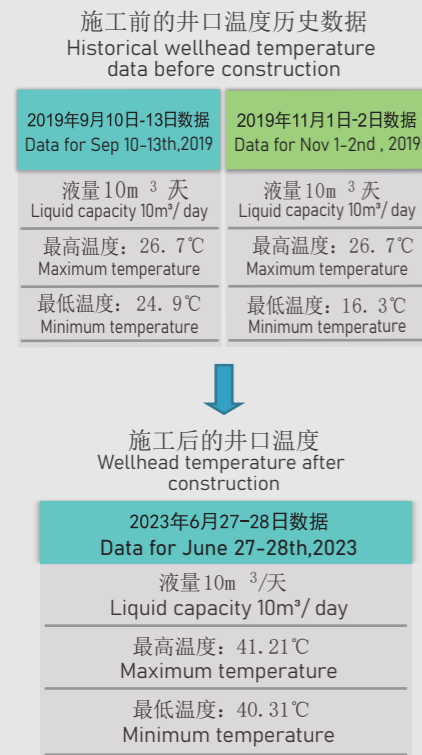 施工前的井口温度历史数据
Historical wellhead temperature
data before construction
2019年9月10日-13日数据
Data for Sep 10-13th,2019
液量10m ³ 天
Liquid capacity 10m³/ day
最高温度：26.7℃
Maximum temperature
最低温度：24.9℃
Minimum temperature
2019年11月1日-2日数据
Data for Nov 1-2nd , 2019
液量10m ³ 天
Liquid capacity 10m³/ day
最高温度：26.7℃
Maximum temperature
最低温度：16.3℃
Minimum temperature
施工后的井口温度
Wellhead temperature after
construction
2023年6月27-28日数据
Data for June 27-28th,2023
液量10m ³/天
Liquid capacity 10m³/ day
最高温度：41.21℃
Maximum temperature
最低温度：40.31℃
Minimum temperature